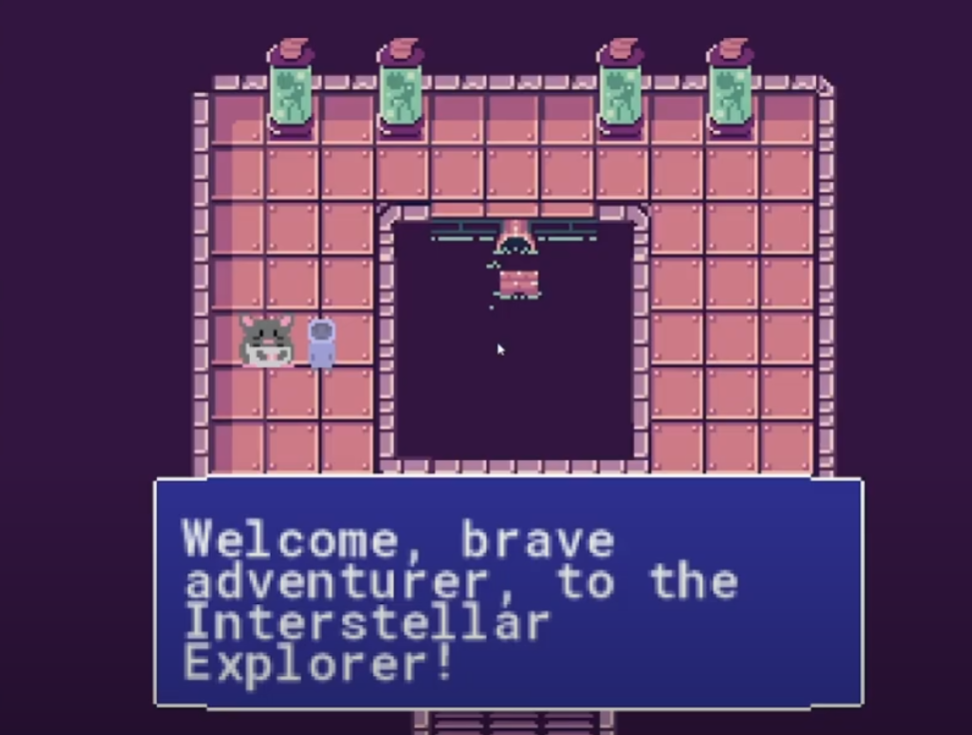 Welcome, brave
adventurer, to the
Interstellar
Explorer!